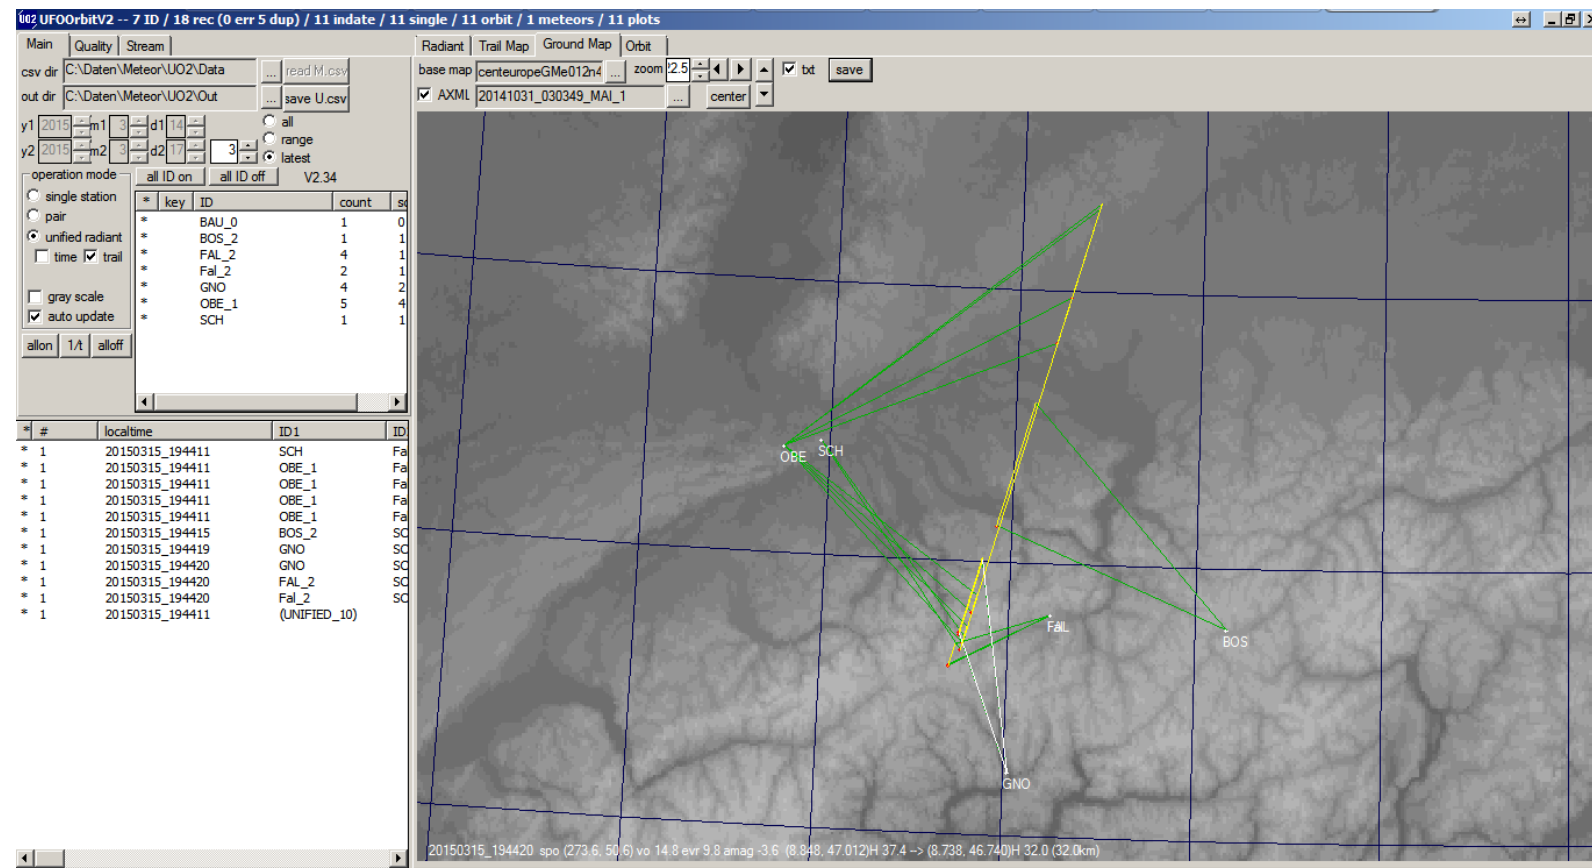 UFOOrbitV2 -- 7 ID / 18 rec (0 err 5 dup) / 11 indate / 11 single / 11 orbit / 1 meteors / 11 plots
Main Quality Stream
csv dir C:\Daten\Meteor\UO2\Data ... read M.csv
out dir C:\Daten\Meteor\UO2\Out ... save U.csv
y1 2015 m1 3 d1 14
y2 2015 m2 3 d2 17 3
all
range
latest
operation mode
all ID on all ID off V2.34
single station
pair
unified radiant
time trail
gray scale
auto update
allon 1/t alloff
* key ID count
* BAU_0 1 0
* BOS_2 1 1
* FAL_2 4 1
* Fal_2 2 1
* GNO 4 2
* OBE_1 5 4
* SCH 1 1
* # localtime ID1 ID
* 1 20150315_194411 SCH Fa
* 1 20150315_194411 OBE_1 Fa
* 1 20150315_194411 OBE_1 Fa
* 1 20150315_194411 OBE_1 Fa
* 1 20150315_194411 OBE_1 Fa
* 1 20150315_194415 BOS_2 SC
* 1 20150315_194419 GNO SC
* 1 20150315_194420 GNO SC
* 1 20150315_194420 FAL_2 SC
* 1 20150315_194420 Fal_2 SC
* 1 20150315_194411 (UNIFIED_10)
Radiant Trail Map Ground Map Orbit
base map centeuropeGMe012n4 ... zoom 2.5 txt save
AXML 20141031_030349_MAI_1 ... center
OBE
SCH
BOS
GNO
20150315_194420 spo (273.6, 50.6) vo 14.8 evr 9.8 amag -3.6 (8.848, 47.012)H 37.4 --> (8.738, 46.740)H 32.0 (32.0km)